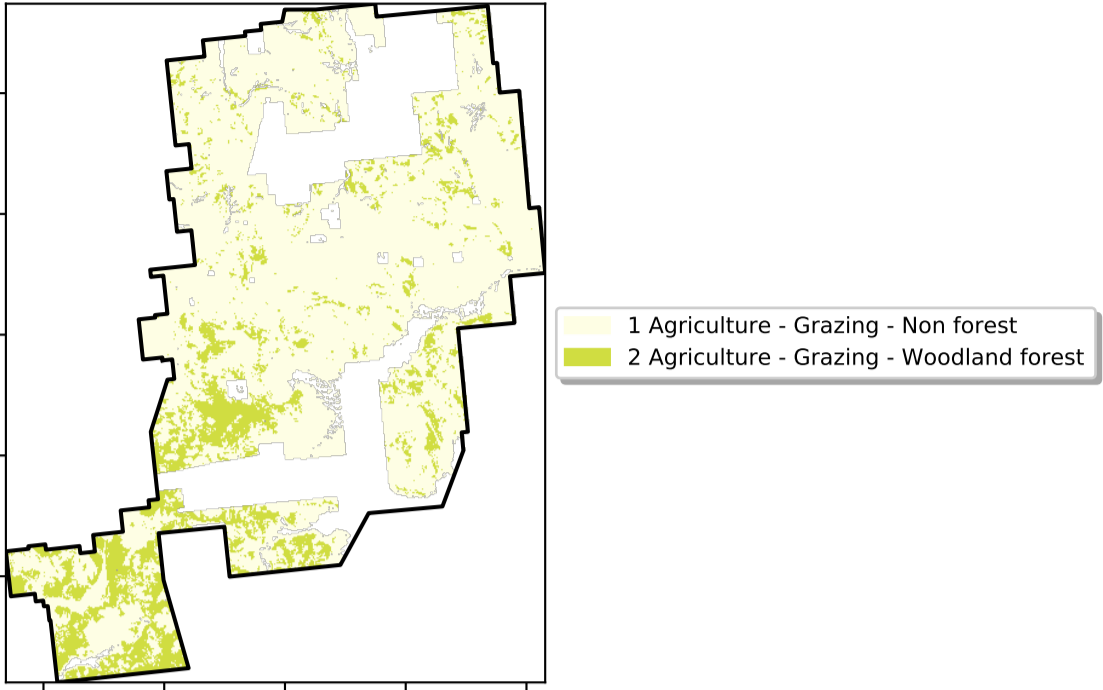 1 Agriculture - Grazing - Non forest
2 Agriculture - Grazing - Woodland forest